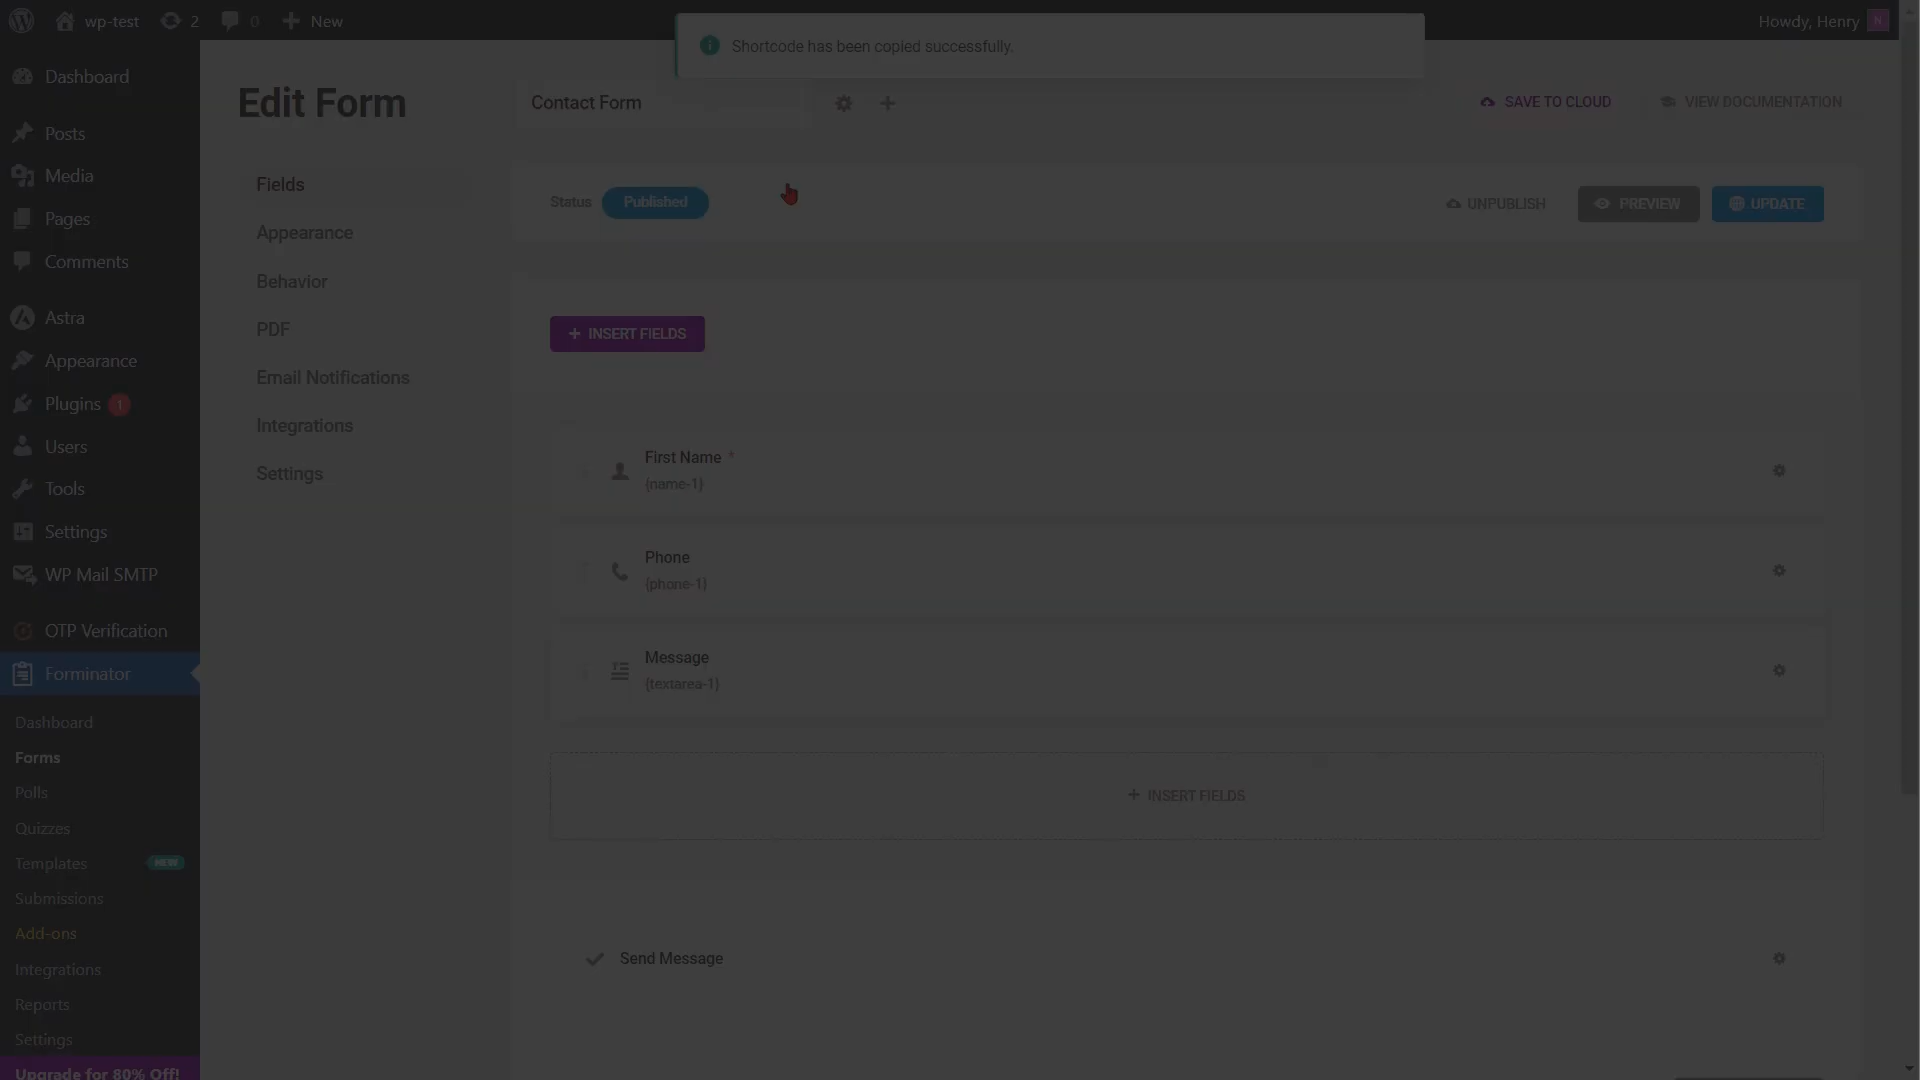 wp-test 2 0 New
Howdy, Henry N
Shortcode has been copied successfully.
Dashboard
Posts
Media
Pages
Comments
Astra
Appearance
Plugins 1
Users
Tools
Settings
WP Mail SMTP
OTP Verification
Forminator
Dashboard
Forms
Polls
Quizzes
Templates NEW
Submissions
Add-ons
Integrations
Reports
Settings
Upgrade for 80% Off!
Edit Form
Fields
Appearance
Behavior
PDF
Email Notifications
Integrations
Settings
Contact Form
SAVE TO CLOUD
VIEW DOCUMENTATION
Status Published
UNPUBLISH
PREVIEW
UPDATE
+ INSERT FIELDS
First Name *
{name-1}
Phone
{phone-1}
Message
{textarea-1}
+ INSERT FIELDS
Send Message